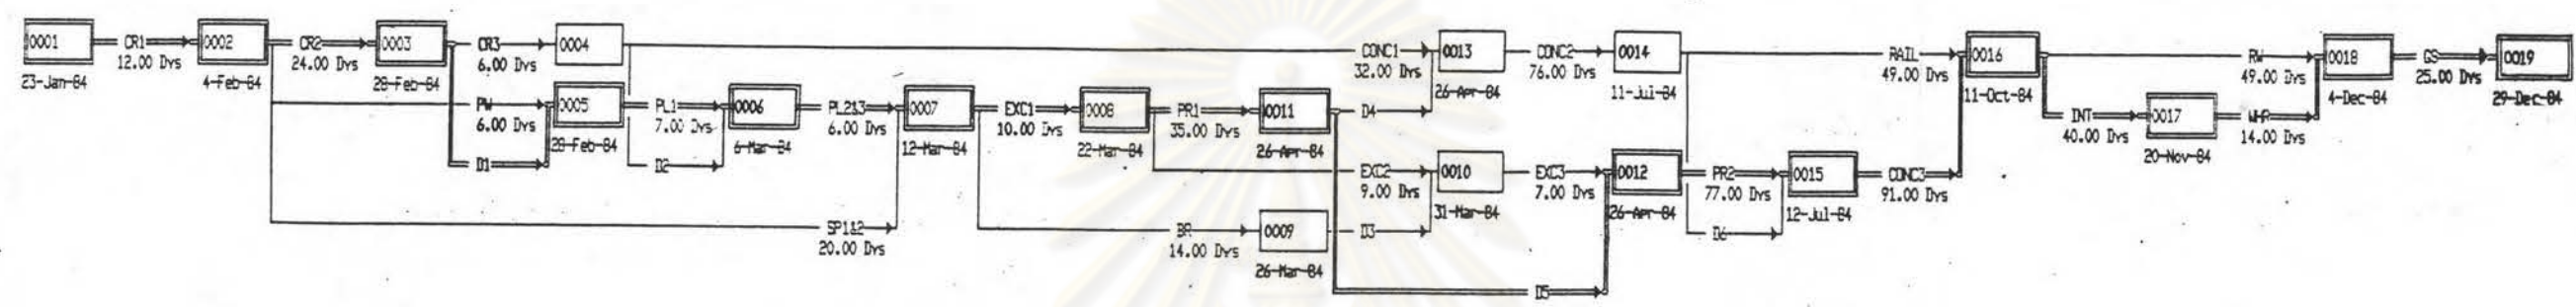 0001
23-Jan-84
CR1
12.00 Dys
0002
4-Feb-84
CR2
24.00 Dys
0003
28-Feb-84
CR3
6.00 Dys
0004
PW
6.00 Dys
D1
0005
28-Feb-84
PL1
7.00 Dys
D2
0006
6-Mar-84
PL2&3
6.00 Dys
SP1&2
20.00 Dys
0007
12-Mar-84
EXC1
10.00 Dys
0008
22-Mar-84
PR1
35.00 Dys
BR
14.00 Dys
0011
26-Apr-84
0009
26-Mar-84
CONC1
32.00 Dys
D4
EXC2
9.00 Dys
D3
0013
26-Apr-84
0010
31-Mar-84
CONC2
76.00 Dys
EXC3
7.00 Dys
D5
0014
11-Jul-84
0012
26-Apr-84
PR2
77.00 Dys
D6
0015
12-Jul-84
RAIL
49.00 Dys
CONC3
91.00 Dys
0016
11-Oct-84
INT
40.00 Dys
0017
20-Nov-84
RW
49.00 Dys
WHR
14.00 Dys
0018
4-Dec-84
GS
25.00 Dys
0019
29-Dec-84